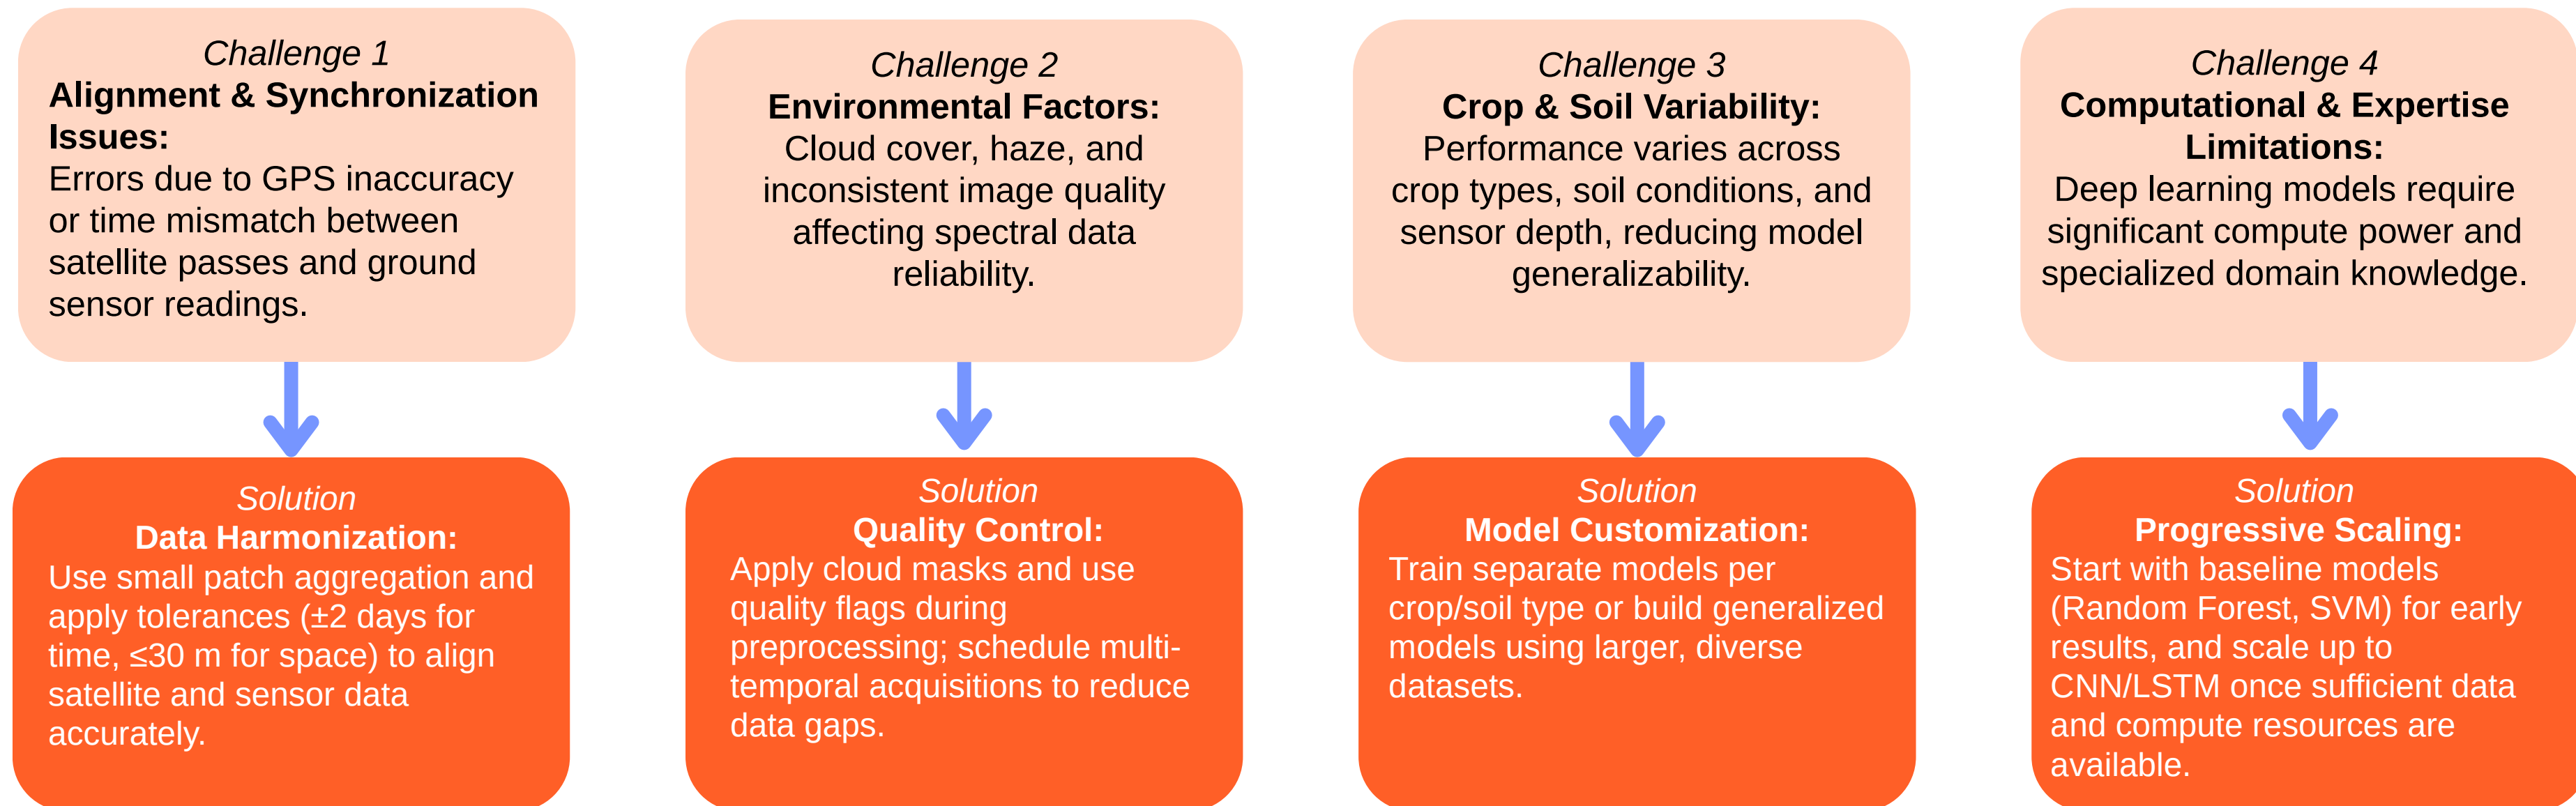 Challenge 1
Alignment & Synchronization
Issues:
Errors due to GPS inaccuracy
or time mismatch between
satellite passes and ground
sensor readings.
Challenge 2
Environmental Factors:
Cloud cover, haze, and
inconsistent image quality
affecting spectral data
reliability.
Challenge 3
Crop & Soil Variability:
Performance varies across
crop types, soil conditions, and
sensor depth, reducing model
generalizability.
Challenge 4
Computational & Expertise
Limitations:
Deep learning models require
significant compute power and
specialized domain knowledge.
Solution
Data Harmonization:
Use small patch aggregation and
apply tolerances (±2 days for
time, ≤30 m for space) to align
satellite and sensor data
accurately.
Solution
Quality Control:
Apply cloud masks and use
quality flags during
preprocessing; schedule multi-
temporal acquisitions to reduce
data gaps.
Solution
Model Customization:
Train separate models per
crop/soil type or build generalized
models using larger, diverse
datasets.
Solution
Progressive Scaling:
Start with baseline models
(Random Forest, SVM) for early
results, and scale up to
CNN/LSTM once sufficient data
and compute resources are
available.